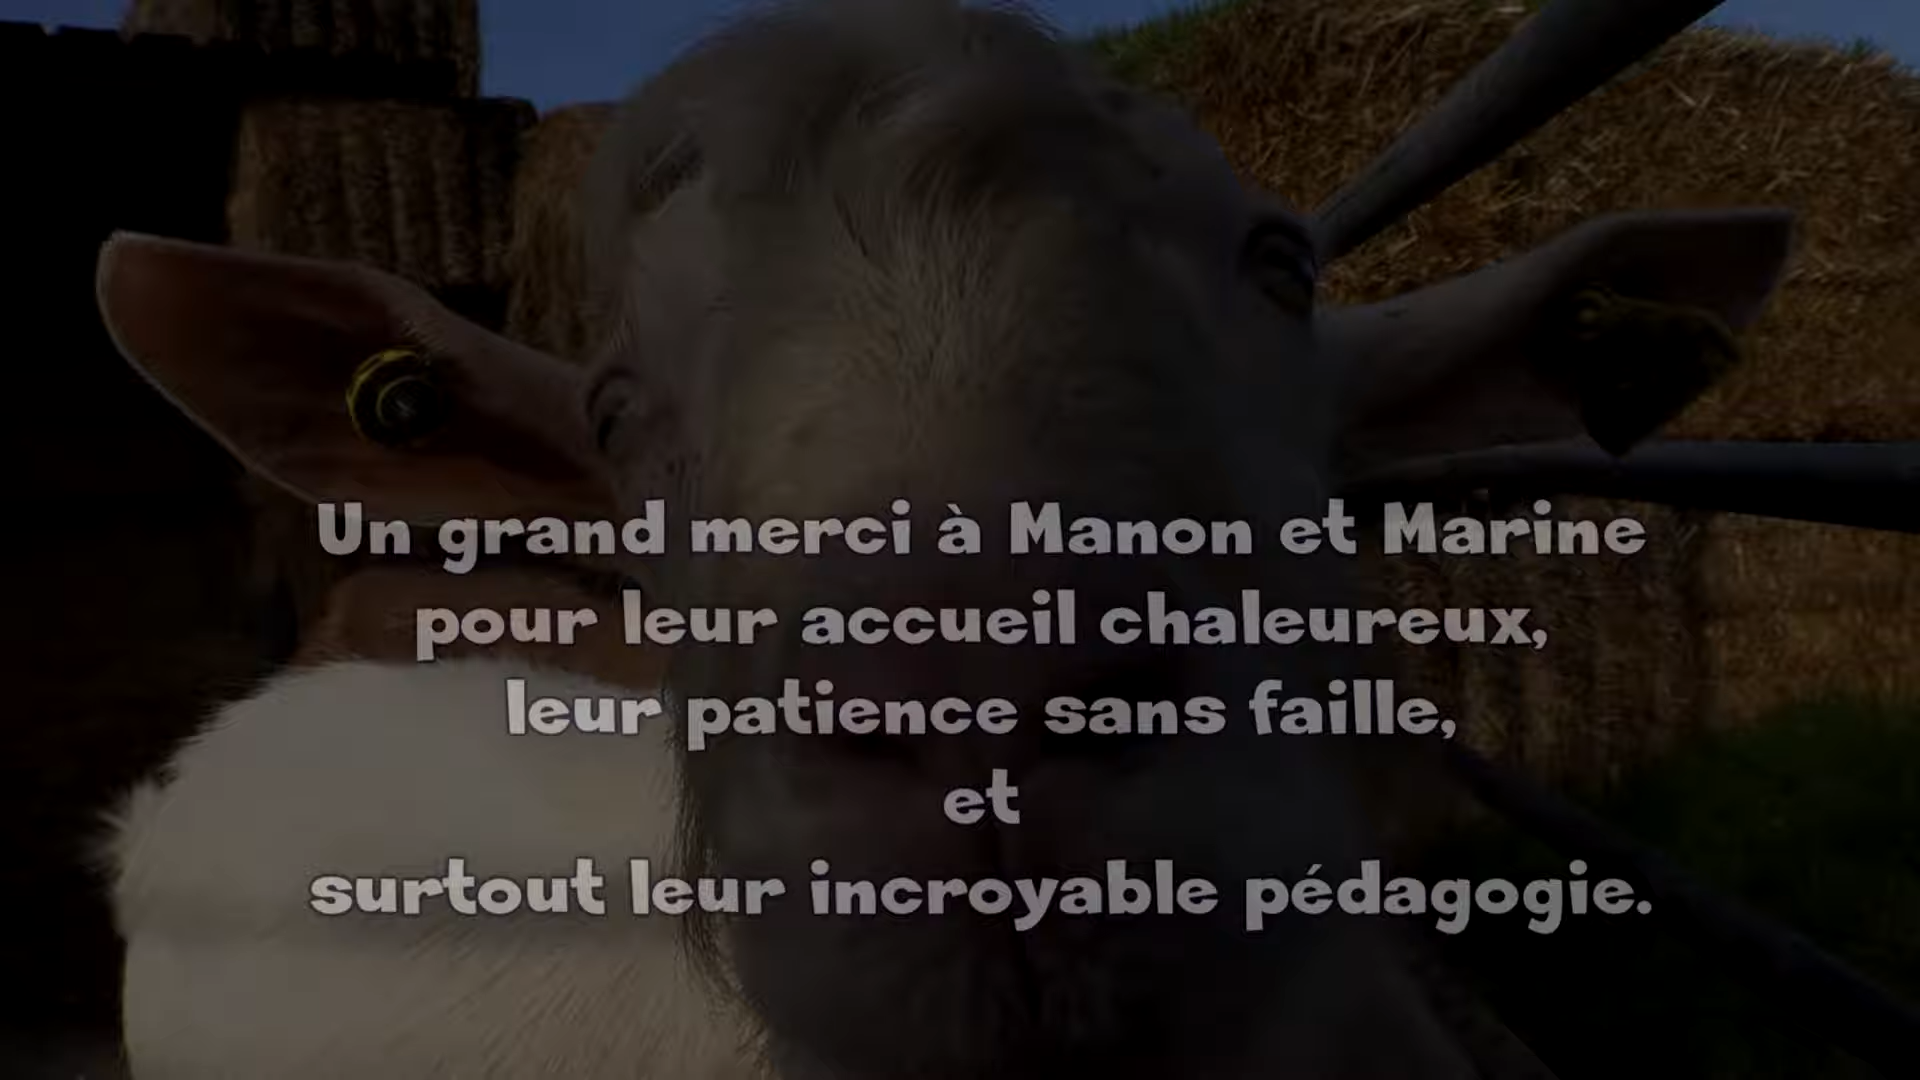 Un grand merci à Manon et Marine
pour leur accueil chaleureux,
leur patience sans faille,
et
surtout leur incroyable pédagogie.